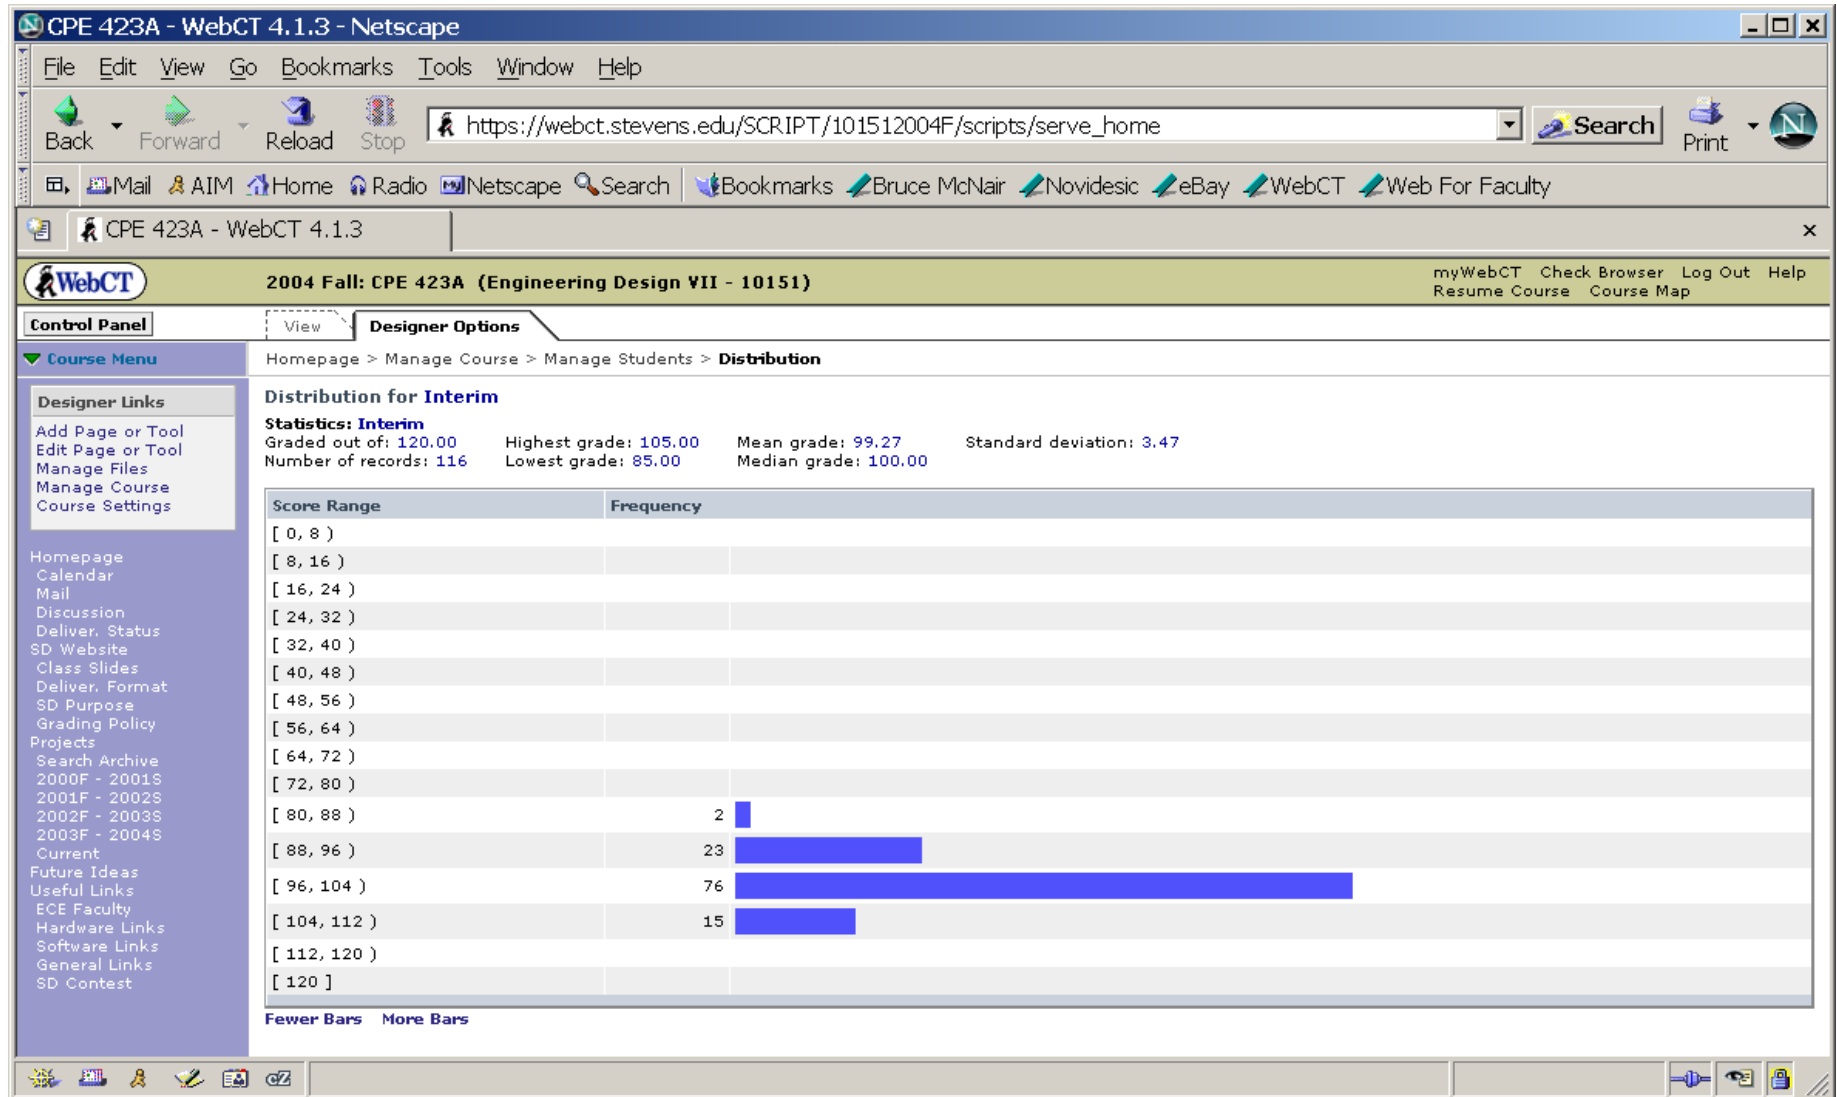 CPE 423A - WebCT 4.1.3 - Netscape
File Edit View Go Bookmarks Tools Window Help
Back Forward Reload Stop https://webct.stevens.edu/SCRIPT/101512004F/scripts/serve_home Search Print N
Mail AIM Home Radio Netscape Search Bookmarks Bruce McNair Novidesic eBay WebCT Web For Faculty
CPE 423A - WebCT 4.1.3
WebCT 2004 Fall: CPE 423A (Engineering Design VII - 10151) myWebCT Check Browser Log Out Help
Resume Course Course Map
Control Panel View Designer Options
Course Menu Homepage > Manage Course > Manage Students > Distribution
Designer Links
Add Page or Tool
Edit Page or Tool
Manage Files
Manage Course
Course Settings
Homepage
Calendar
Mail
Discussion
Deliver. Status
SD Website
Class Slides
Deliver. Format
SD Purpose
Grading Policy
Projects
Search Archive
2000F - 2001S
2001F - 2002S
2002F - 2003S
2003F - 2004S
Current
Future Ideas
Useful Links
ECE Faculty
Hardware Links
Software Links
General Links
SD Contest
Distribution for Interim
Statistics: Interim
Graded out of: 120.00 Highest grade: 105.00 Mean grade: 99.27 Standard deviation: 3.47
Number of records: 116 Lowest grade: 85.00 Median grade: 100.00
Score Range Frequency
[ 0, 8 )
[ 8, 16 )
[ 16, 24 )
[ 24, 32 )
[ 32, 40 )
[ 40, 48 )
[ 48, 56 )
[ 56, 64 )
[ 64, 72 )
[ 72, 80 )
[ 80, 88 ) 2
[ 88, 96 ) 23
[ 96, 104 ) 76
[ 104, 112 ) 15
[ 112, 120 )
[ 120 ]
Fewer Bars More Bars